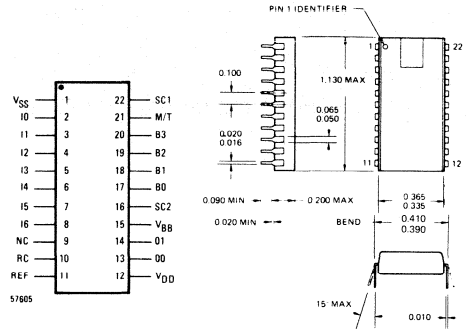 PIN 1 IDENTIFIER
1 22
0.100
1.130 MAX
0.065
0.050
0.020
0.016
11 12
0.090 MIN 0.200 MAX
0.020 MIN
0.365
0.335
BEND 0.410
0.390
15° MAX
0.010
VSS 1 22 SC1
I0 2 21 M/T
I1 3 20 B3
I2 4 19 B2
I3 5 18 B1
I4 6 17 B0
I5 7 16 SC2
I6 8 15 VBB
NC 9 14 01
RC 10 13 00
REF 11 12 VDD
57605